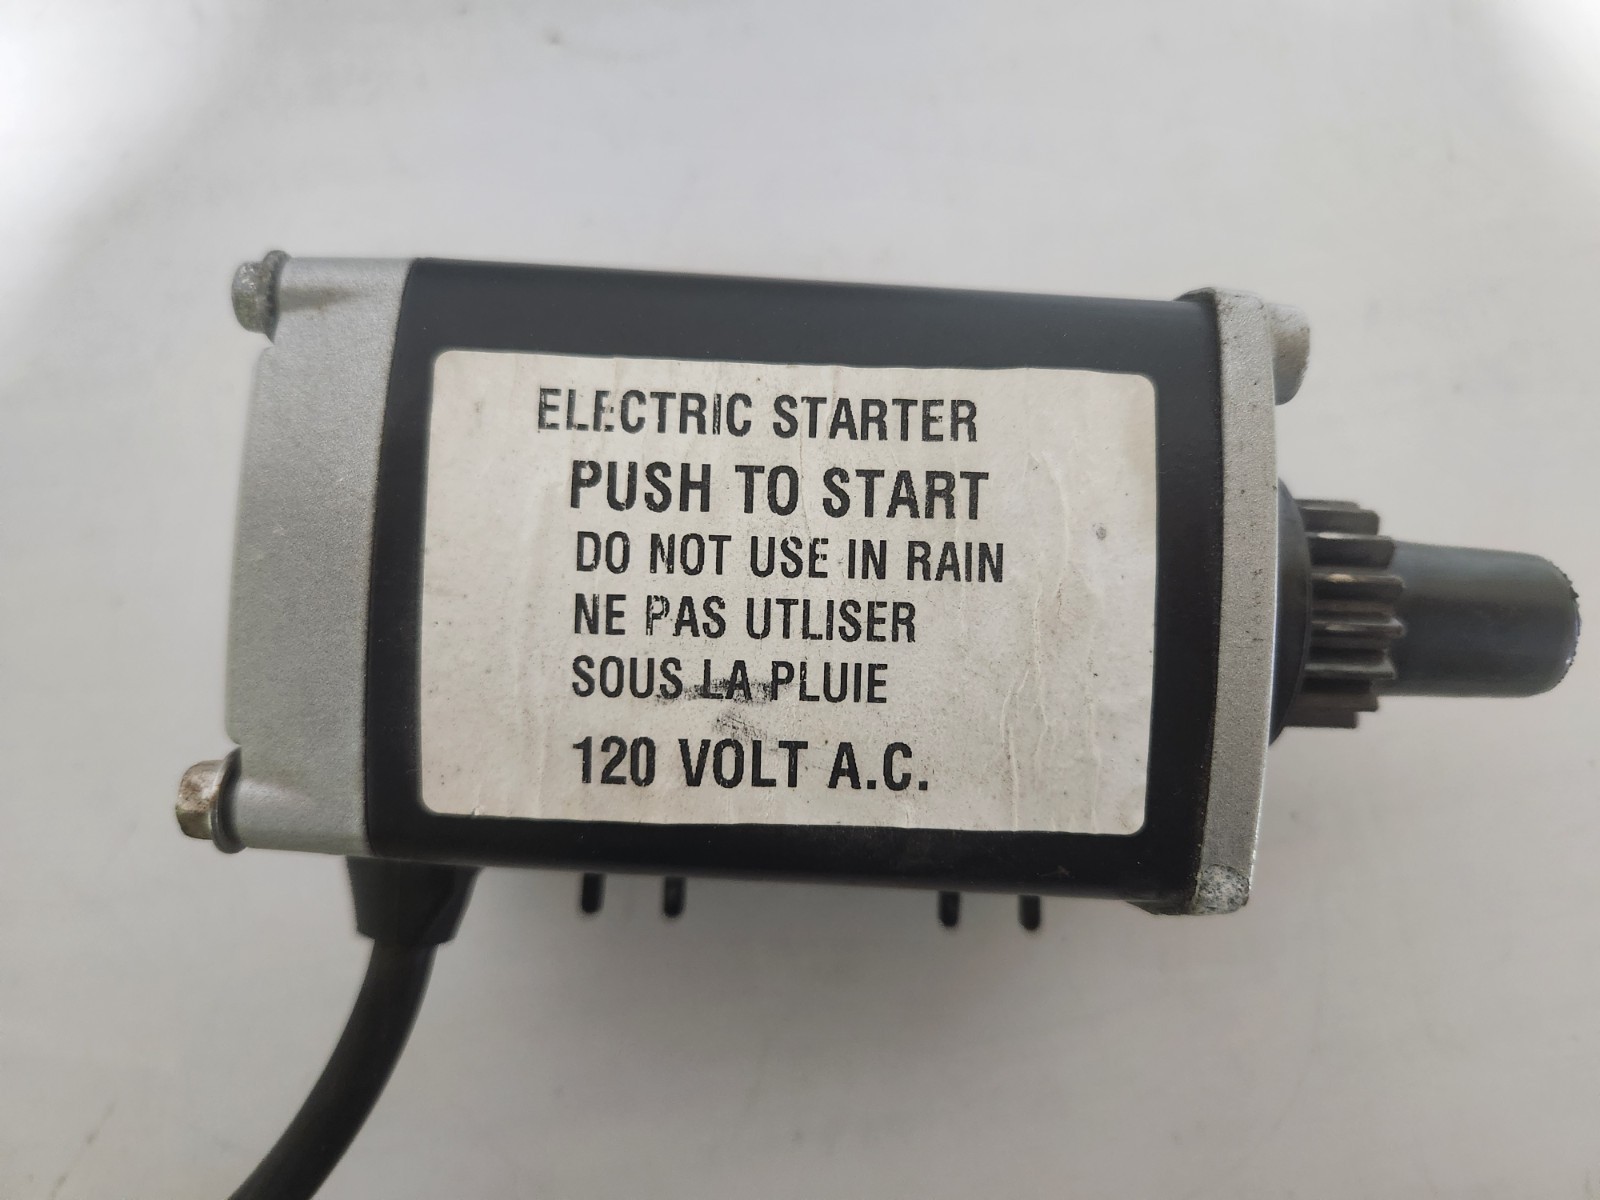 ELECTRIC STARTER
PUSH TO START
DO NOT USE IN RAIN
NE PAS UTLISER
SOUS LA PLUIE
120 VOLT A.C.